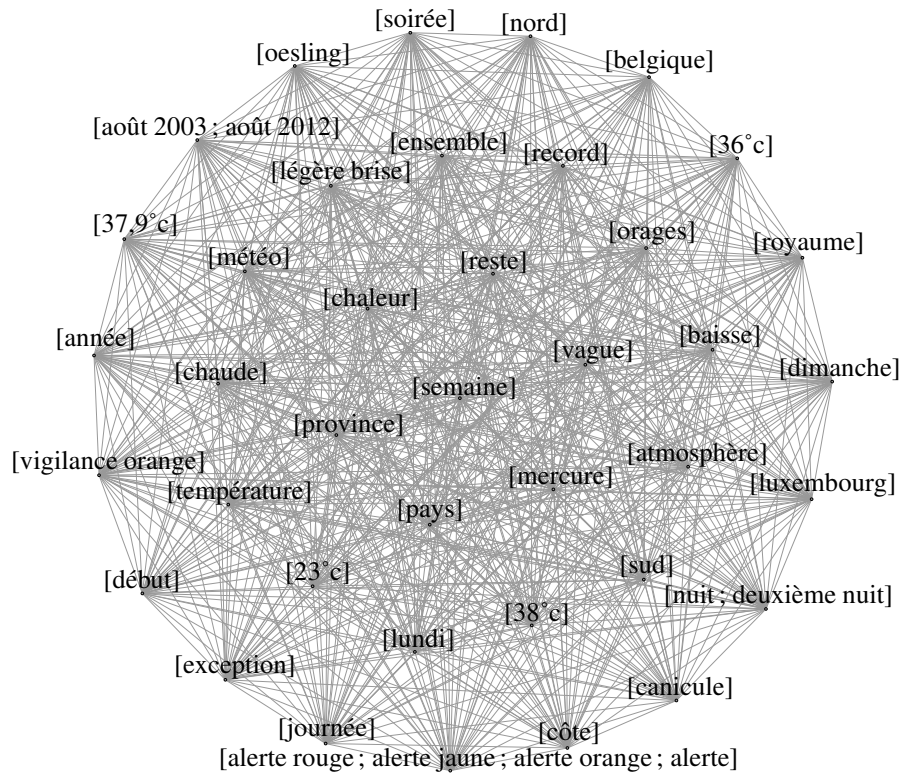 [soirée]
[nord]
[oesling]
[belgique]
[août 2003 ; août 2012]
[ensemble]
[record]
[36°c]
[légère brise]
[37,9°c]
[orages]
[royaume]
[météo]
[reste]
[chaleur]
[année]
[vague]
[baisse]
[chaude]
[semaine]
[dimanche]
[province]
[vigilance orange]
[atmosphère]
[température]
[mercure]
[luxembourg]
[pays]
[début]
[23°c]
[sud]
[nuit ; deuxième nuit]
[38°c]
[lundi]
[exception]
[canicule]
[journée]
[côte]
[alerte rouge ; alerte jaune ; alerte orange ; alerte]